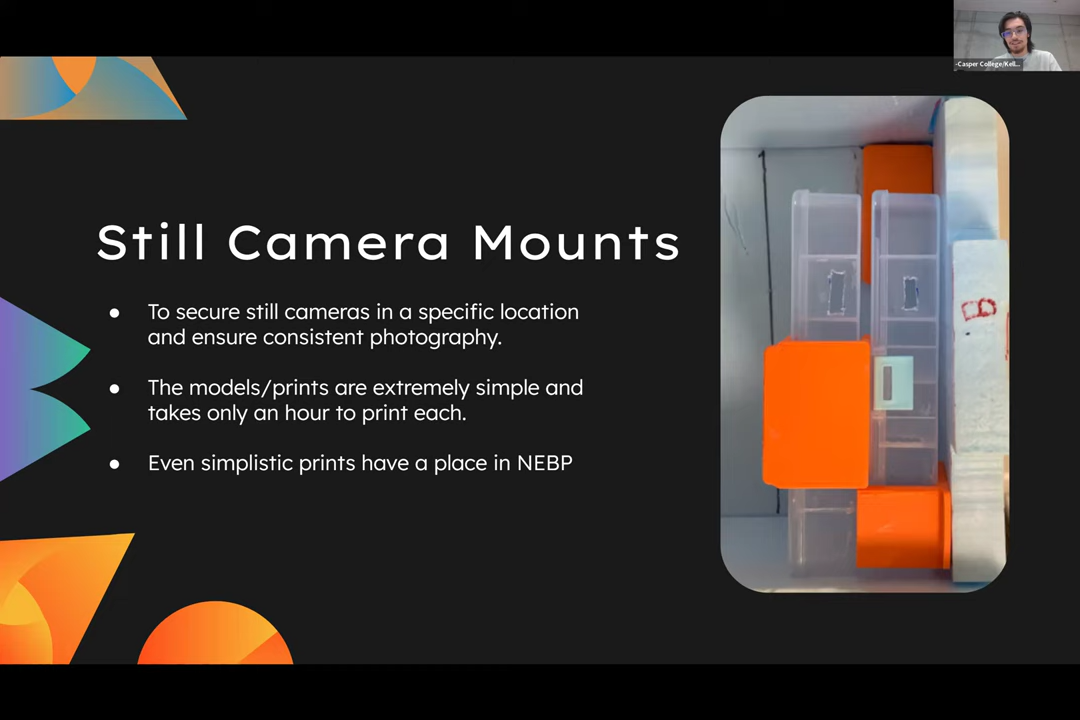 -Casper College/Kell...
Still Camera Mounts
● To secure still cameras in a specific location
and ensure consistent photography.
● The models/prints are extremely simple and
takes only an hour to print each.
● Even simplistic prints have a place in NEBP
B